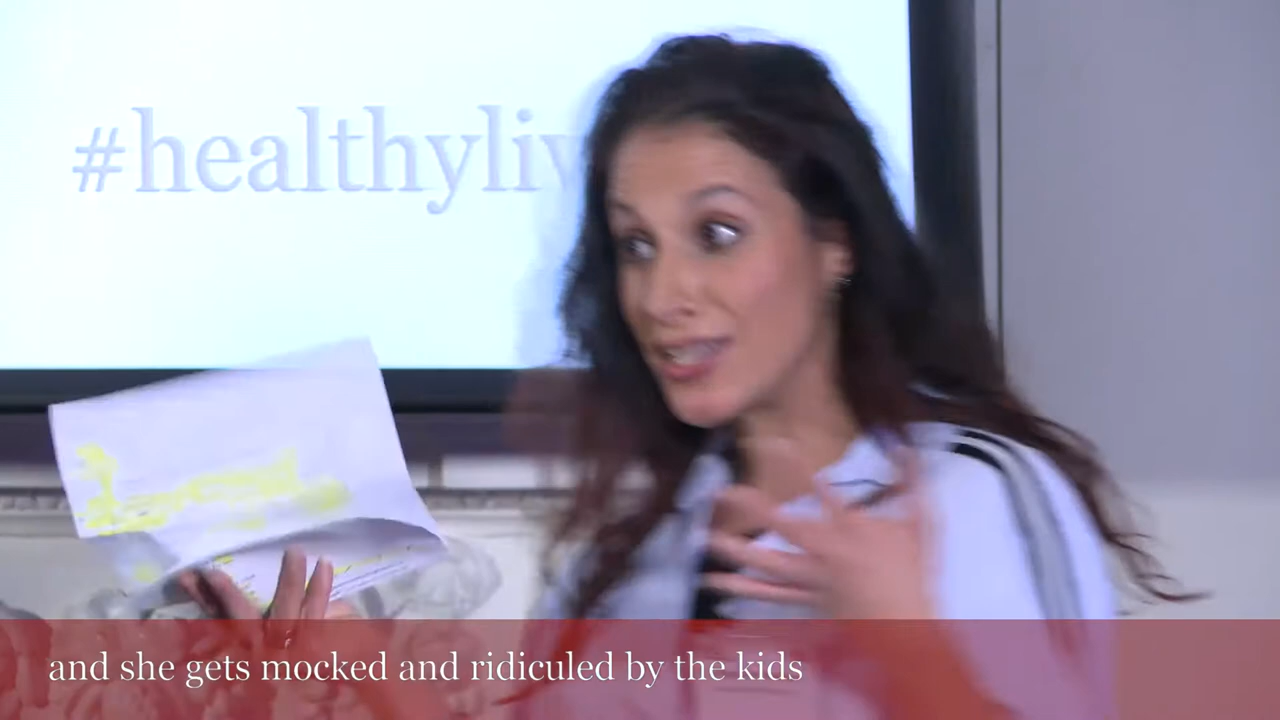 #healthyliv
and she gets mocked and ridiculed by the kids